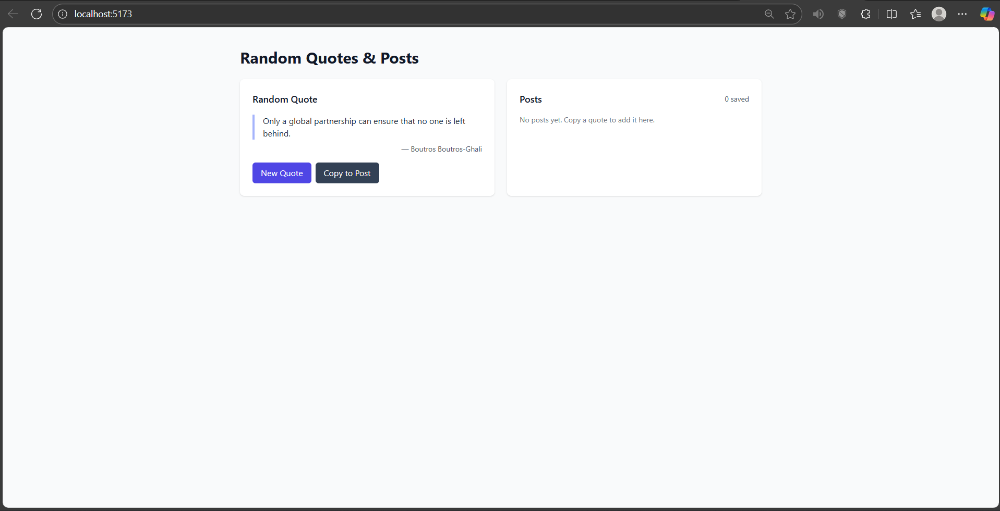 localhost:5173
Random Quotes & Posts
Random Quote
Only a global partnership can ensure that no one is left
behind.
— Boutros Boutros-Ghali
New Quote
Copy to Post
Posts
0 saved
No posts yet. Copy a quote to add it here.